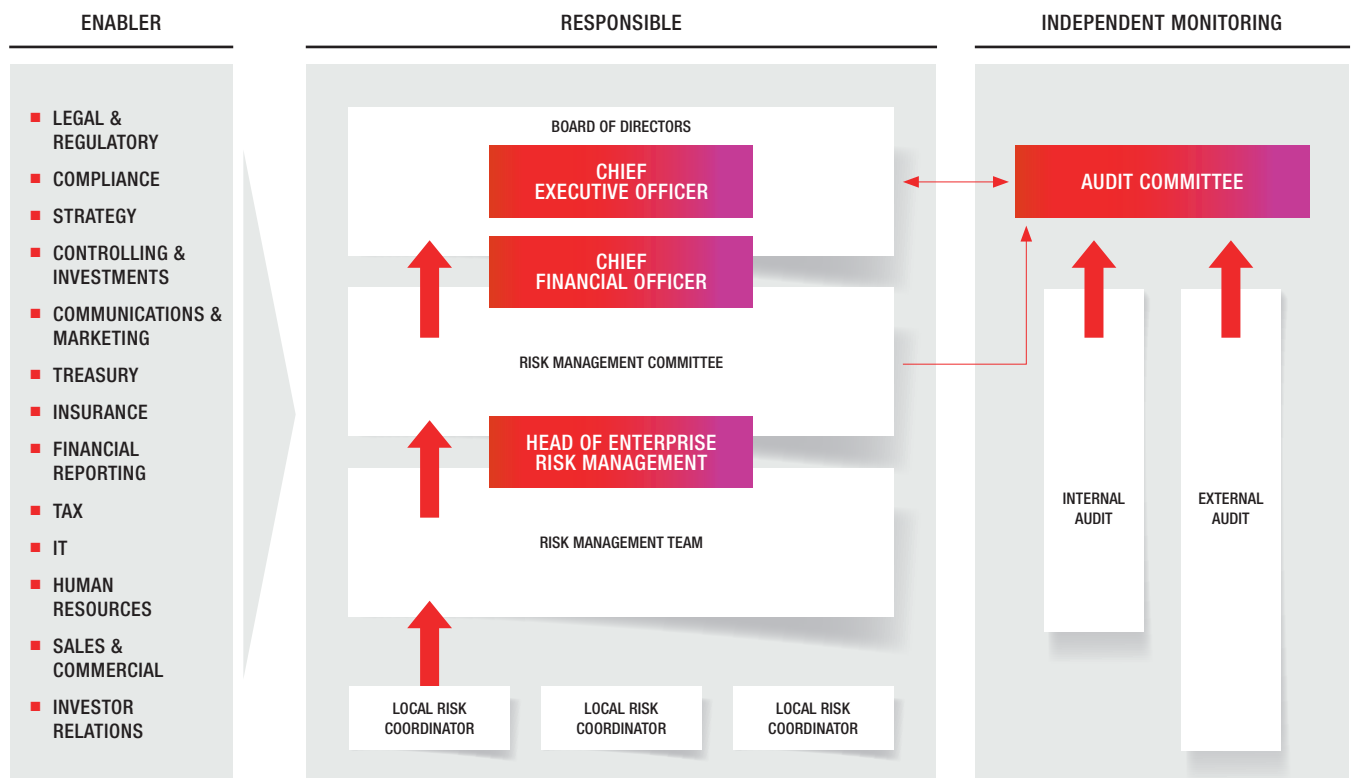 ENABLER
LEGAL &
REGULATORY
COMPLIANCE
STRATEGY
CONTROLLING &
INVESTMENTS
COMMUNICATIONS &
MARKETING
TREASURY
INSURANCE
FINANCIAL
REPORTING
TAX
IT
HUMAN
RESOURCES
SALES &
COMMERCIAL
INVESTOR
RELATIONS
RESPONSIBLE
BOARD OF DIRECTORS
CHIEF
EXECUTIVE OFFICER
CHIEF
FINANCIAL OFFICER
RISK MANAGEMENT COMMITTEE
HEAD OF ENTERPRISE
RISK MANAGEMENT
RISK MANAGEMENT TEAM
LOCAL RISK
COORDINATOR
LOCAL RISK
COORDINATOR
LOCAL RISK
COORDINATOR
INDEPENDENT MONITORING
AUDIT COMMITTEE
INTERNAL
AUDIT
EXTERNAL
AUDIT